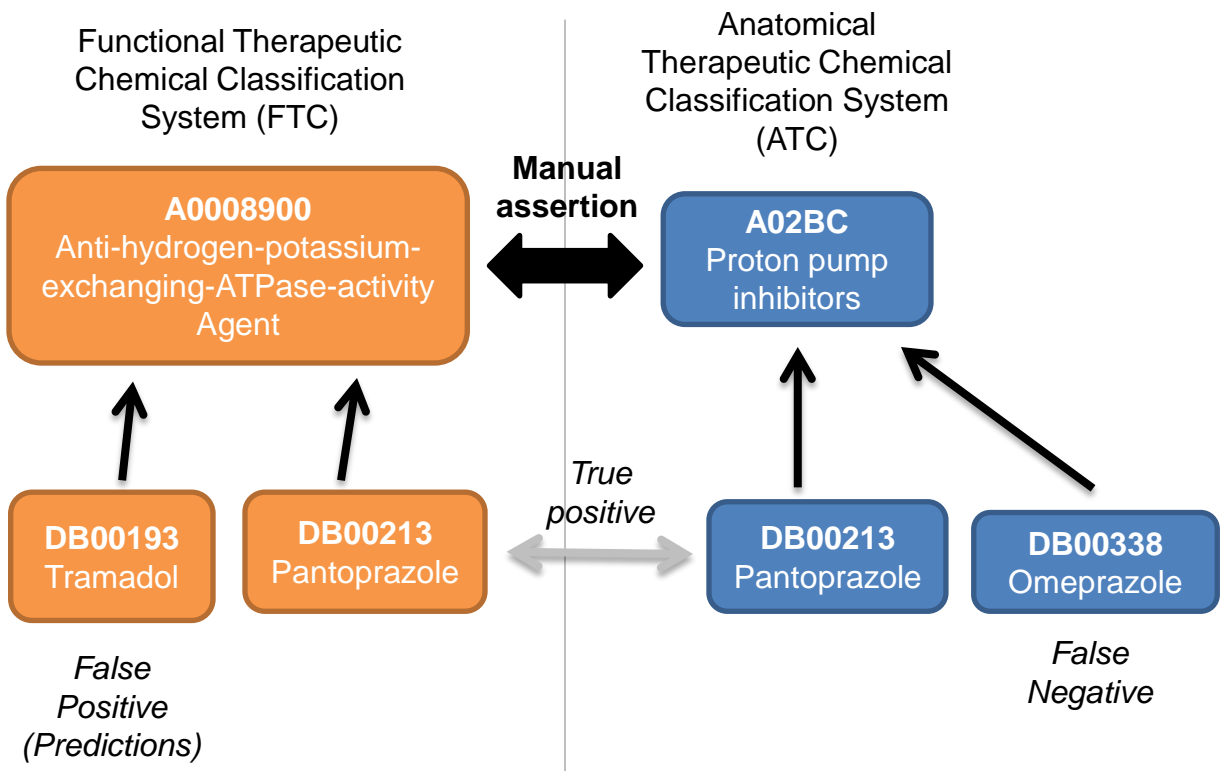 Functional Therapeutic
Chemical Classification
System (FTC)
Anatomical
Therapeutic Chemical
Classification System
(ATC)
Manual
assertion
A0008900
Anti-hydrogen-potassium-
exchanging-ATPase-activity
Agent
A02BC
Proton pump
inhibitors
True
positive
DB00193
Tramadol
DB00213
Pantoprazole
DB00213
Pantoprazole
DB00338
Omeprazole
False
Positive
(Predictions)
False
Negative